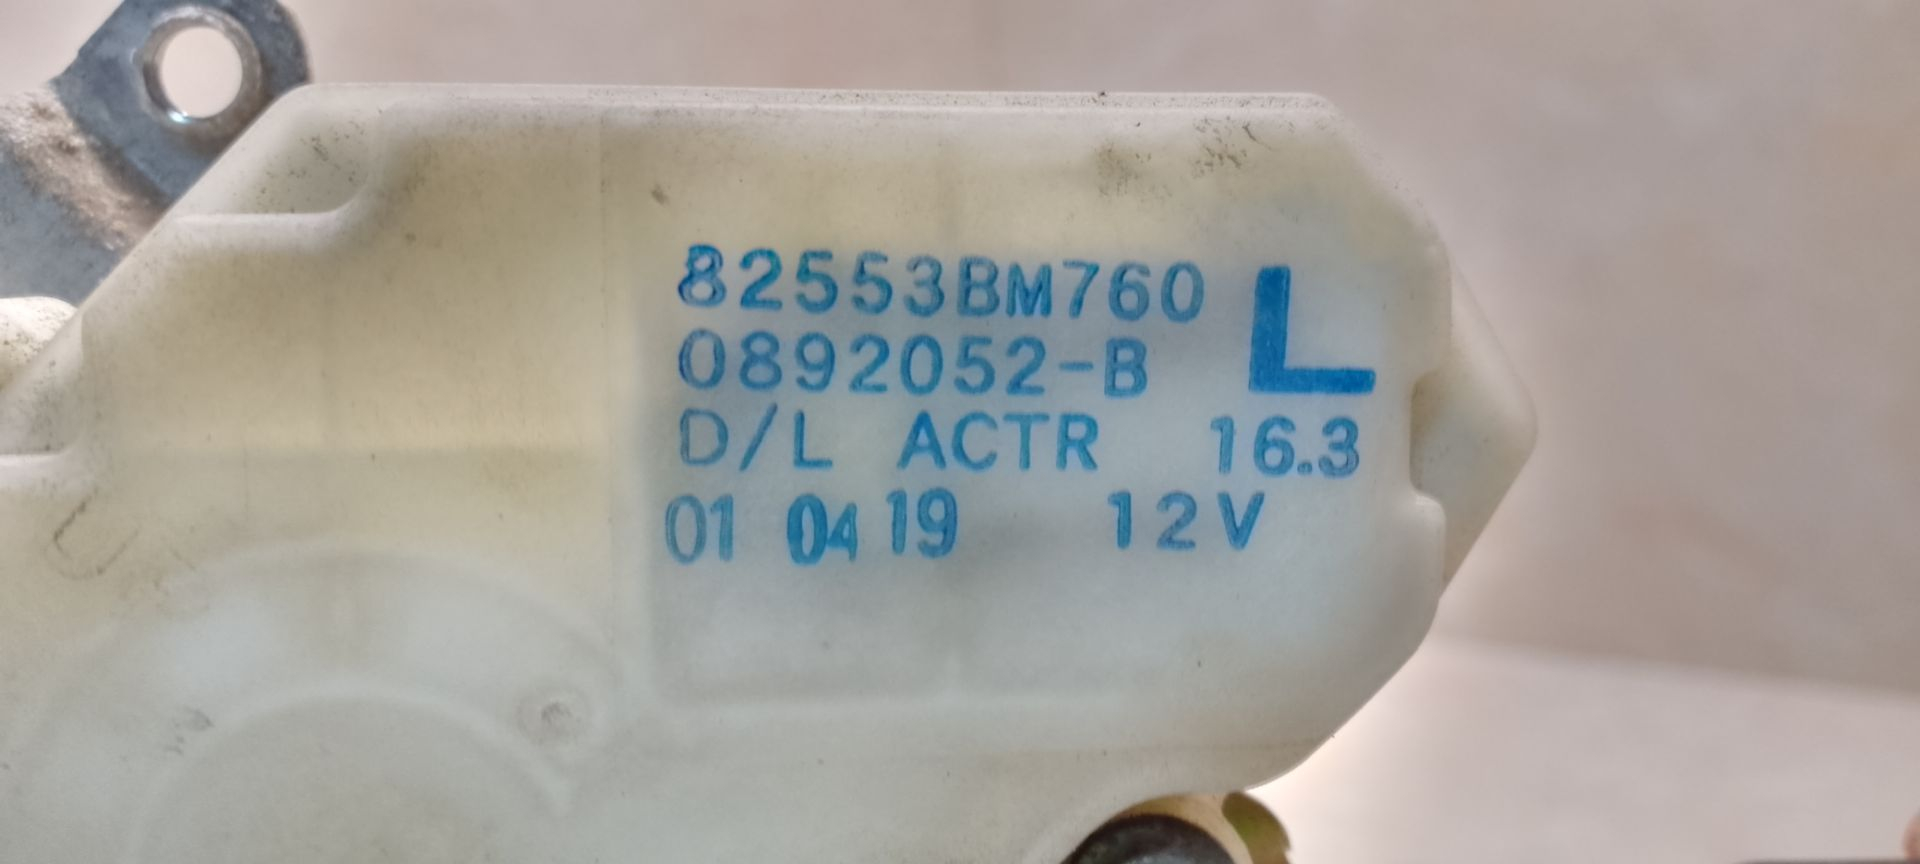 82553BM760 L
0892052-B
D/L ACTR 16.3
01 04 19 12V